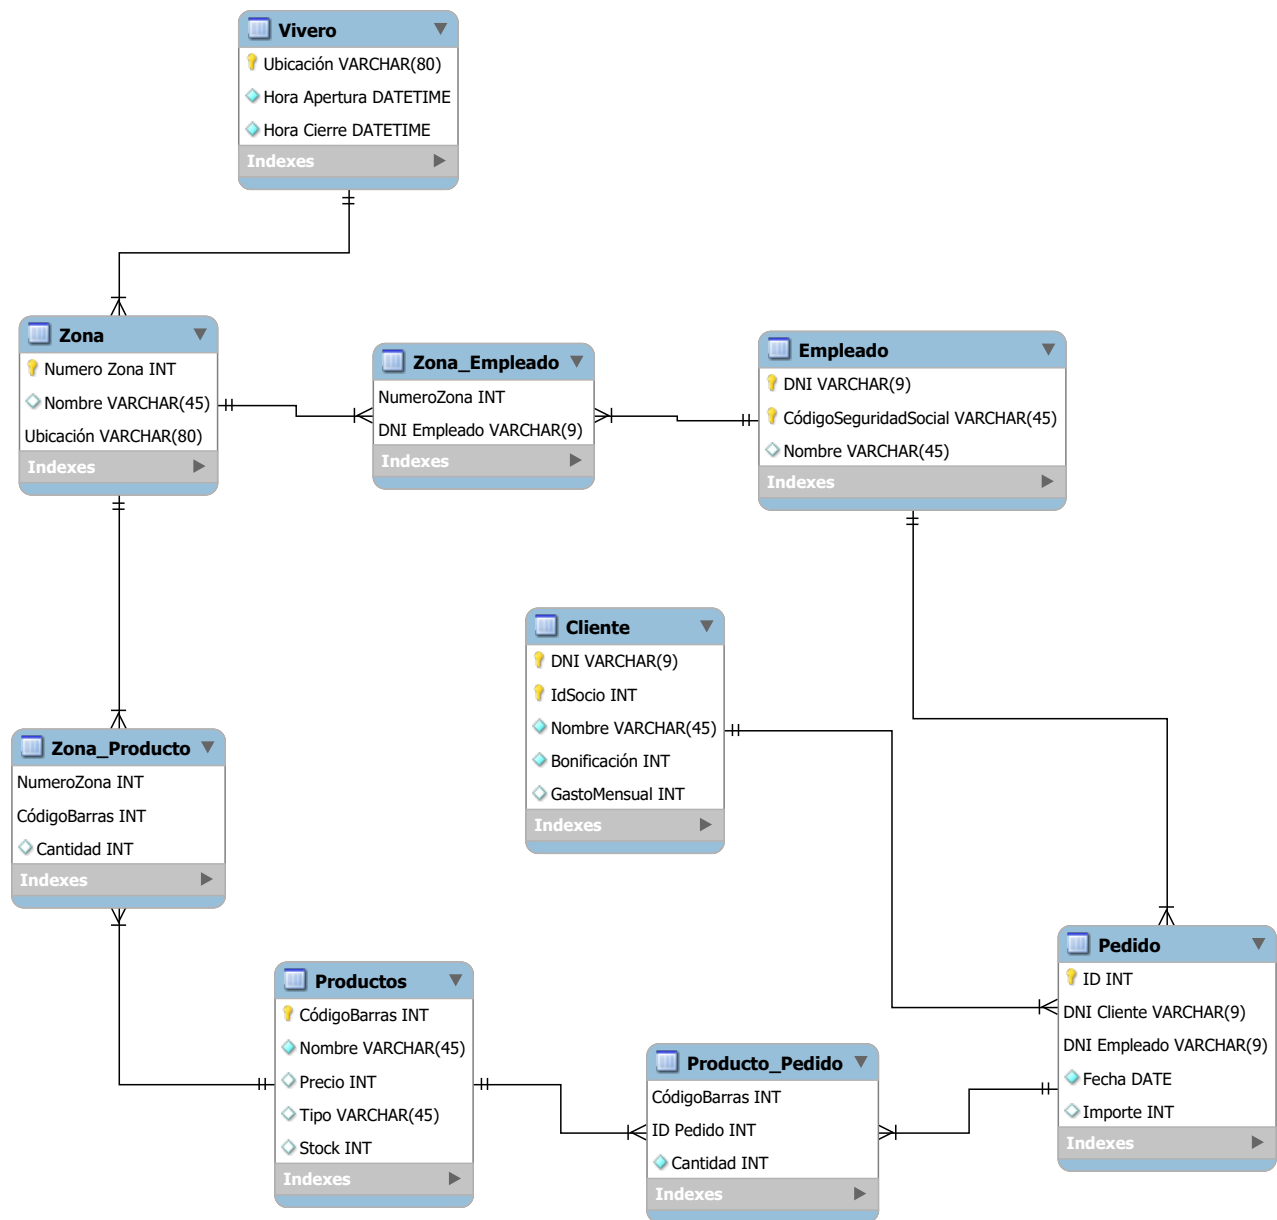 Vivero
Ubicación VARCHAR(80)
Hora Apertura DATETIME
Hora Cierre DATETIME
Indexes
Zona
Numero Zona INT
Nombre VARCHAR(45)
Ubicación VARCHAR(80)
Indexes
Zona_Empleado
NumeroZona INT
DNI Empleado VARCHAR(9)
Indexes
Empleado
DNI VARCHAR(9)
CódigoSeguridadSocial VARCHAR(45)
Nombre VARCHAR(45)
Indexes
Cliente
DNI VARCHAR(9)
IdSocio INT
Nombre VARCHAR(45)
Bonificación INT
GastoMensual INT
Indexes
Zona_Producto
NumeroZona INT
CódigoBarras INT
Cantidad INT
Indexes
Productos
CódigoBarras INT
Nombre VARCHAR(45)
Precio INT
Tipo VARCHAR(45)
Stock INT
Indexes
Producto_Pedido
CódigoBarras INT
ID Pedido INT
Cantidad INT
Indexes
Pedido
ID INT
DNI Cliente VARCHAR(9)
DNI Empleado VARCHAR(9)
Fecha DATE
Importe INT
Indexes